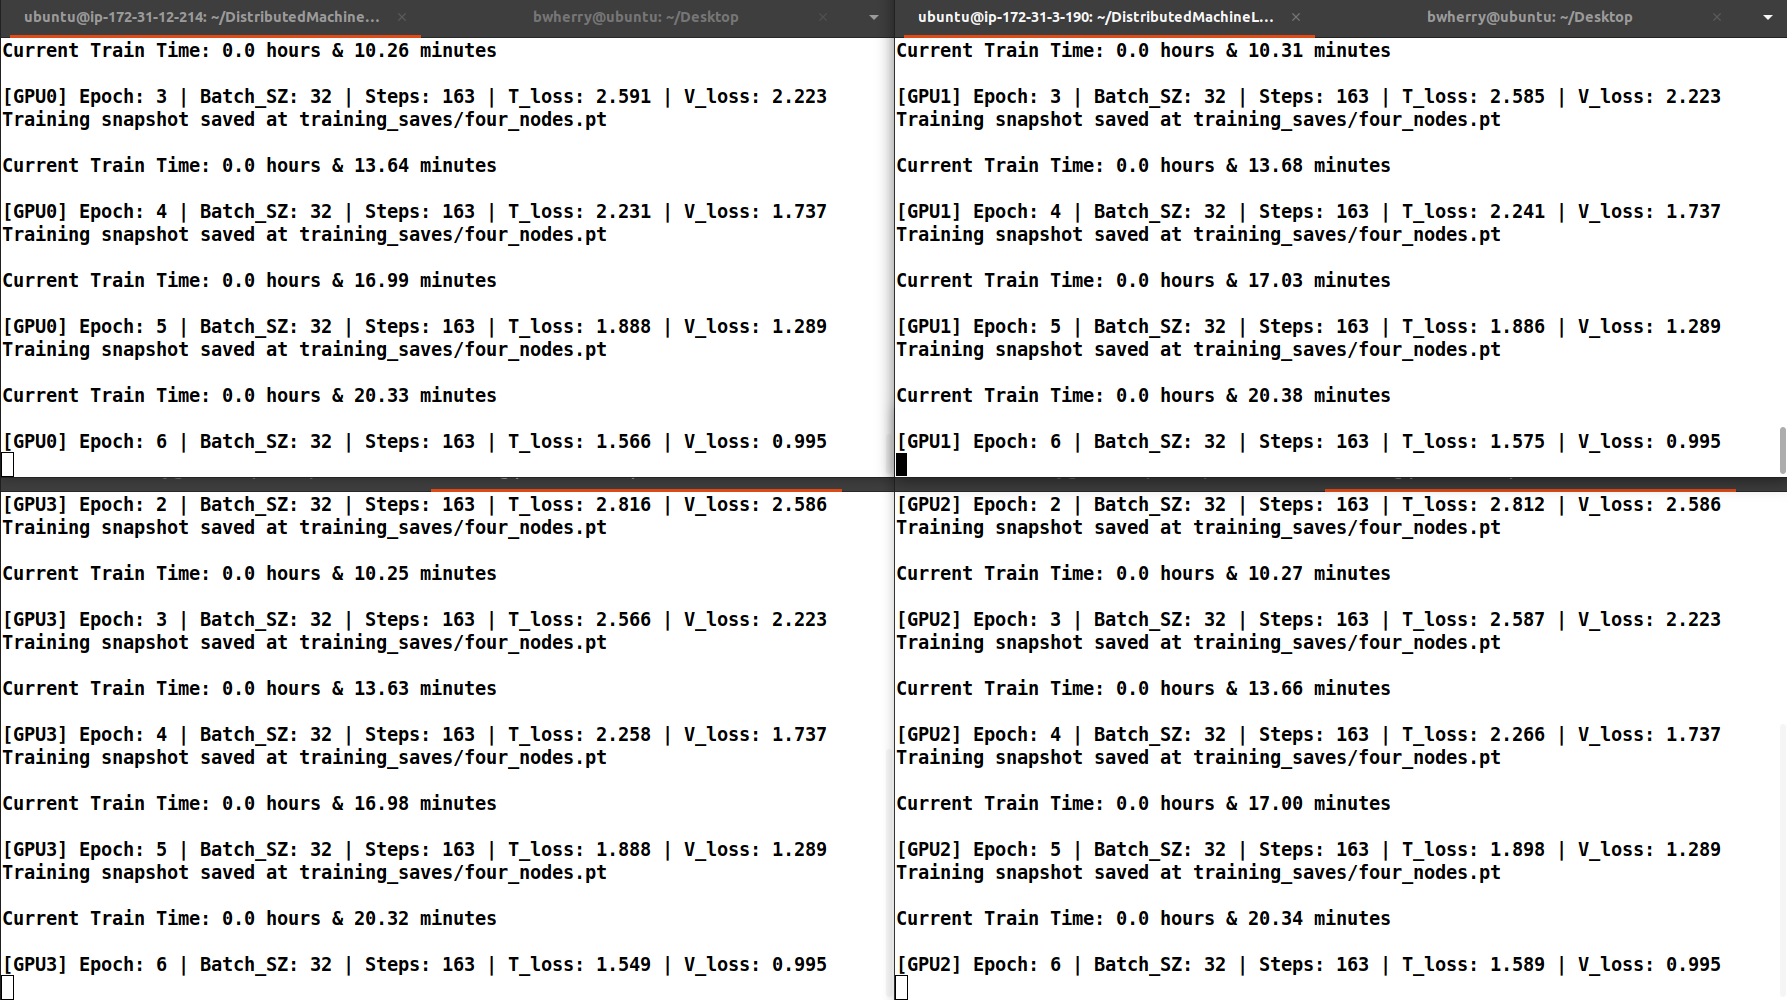 ubuntu@ip-172-31-12-214: ~/DistributedMachine...
bwherry@ubuntu: ~/Desktop
Current Train Time: 0.0 hours & 10.26 minutes
[GPU0] Epoch: 3 | Batch_SZ: 32 | Steps: 163 | T_loss: 2.591 | V_loss: 2.223
Training snapshot saved at training_saves/four_nodes.pt
Current Train Time: 0.0 hours & 13.64 minutes
[GPU0] Epoch: 4 | Batch_SZ: 32 | Steps: 163 | T_loss: 2.231 | V_loss: 1.737
Training snapshot saved at training_saves/four_nodes.pt
Current Train Time: 0.0 hours & 16.99 minutes
[GPU0] Epoch: 5 | Batch_SZ: 32 | Steps: 163 | T_loss: 1.888 | V_loss: 1.289
Training snapshot saved at training_saves/four_nodes.pt
Current Train Time: 0.0 hours & 20.33 minutes
[GPU0] Epoch: 6 | Batch_SZ: 32 | Steps: 163 | T_loss: 1.566 | V_loss: 0.995
ubuntu@ip-172-31-3-190: ~/DistributedMachineL...
bwherry@ubuntu: ~/Desktop
Current Train Time: 0.0 hours & 10.31 minutes
[GPU1] Epoch: 3 | Batch_SZ: 32 | Steps: 163 | T_loss: 2.585 | V_loss: 2.223
Training snapshot saved at training_saves/four_nodes.pt
Current Train Time: 0.0 hours & 13.68 minutes
[GPU1] Epoch: 4 | Batch_SZ: 32 | Steps: 163 | T_loss: 2.241 | V_loss: 1.737
Training snapshot saved at training_saves/four_nodes.pt
Current Train Time: 0.0 hours & 17.03 minutes
[GPU1] Epoch: 5 | Batch_SZ: 32 | Steps: 163 | T_loss: 1.886 | V_loss: 1.289
Training snapshot saved at training_saves/four_nodes.pt
Current Train Time: 0.0 hours & 20.38 minutes
[GPU1] Epoch: 6 | Batch_SZ: 32 | Steps: 163 | T_loss: 1.575 | V_loss: 0.995
[GPU3] Epoch: 2 | Batch_SZ: 32 | Steps: 163 | T_loss: 2.816 | V_loss: 2.586
Training snapshot saved at training_saves/four_nodes.pt
Current Train Time: 0.0 hours & 10.25 minutes
[GPU3] Epoch: 3 | Batch_SZ: 32 | Steps: 163 | T_loss: 2.566 | V_loss: 2.223
Training snapshot saved at training_saves/four_nodes.pt
Current Train Time: 0.0 hours & 13.63 minutes
[GPU3] Epoch: 4 | Batch_SZ: 32 | Steps: 163 | T_loss: 2.258 | V_loss: 1.737
Training snapshot saved at training_saves/four_nodes.pt
Current Train Time: 0.0 hours & 16.98 minutes
[GPU3] Epoch: 5 | Batch_SZ: 32 | Steps: 163 | T_loss: 1.888 | V_loss: 1.289
Training snapshot saved at training_saves/four_nodes.pt
Current Train Time: 0.0 hours & 20.32 minutes
[GPU3] Epoch: 6 | Batch_SZ: 32 | Steps: 163 | T_loss: 1.549 | V_loss: 0.995
[GPU2] Epoch: 2 | Batch_SZ: 32 | Steps: 163 | T_loss: 2.812 | V_loss: 2.586
Training snapshot saved at training_saves/four_nodes.pt
Current Train Time: 0.0 hours & 10.27 minutes
[GPU2] Epoch: 3 | Batch_SZ: 32 | Steps: 163 | T_loss: 2.587 | V_loss: 2.223
Training snapshot saved at training_saves/four_nodes.pt
Current Train Time: 0.0 hours & 13.66 minutes
[GPU2] Epoch: 4 | Batch_SZ: 32 | Steps: 163 | T_loss: 2.266 | V_loss: 1.737
Training snapshot saved at training_saves/four_nodes.pt
Current Train Time: 0.0 hours & 17.00 minutes
[GPU2] Epoch: 5 | Batch_SZ: 32 | Steps: 163 | T_loss: 1.898 | V_loss: 1.289
Training snapshot saved at training_saves/four_nodes.pt
Current Train Time: 0.0 hours & 20.34 minutes
[GPU2] Epoch: 6 | Batch_SZ: 32 | Steps: 163 | T_loss: 1.589 | V_loss: 0.995